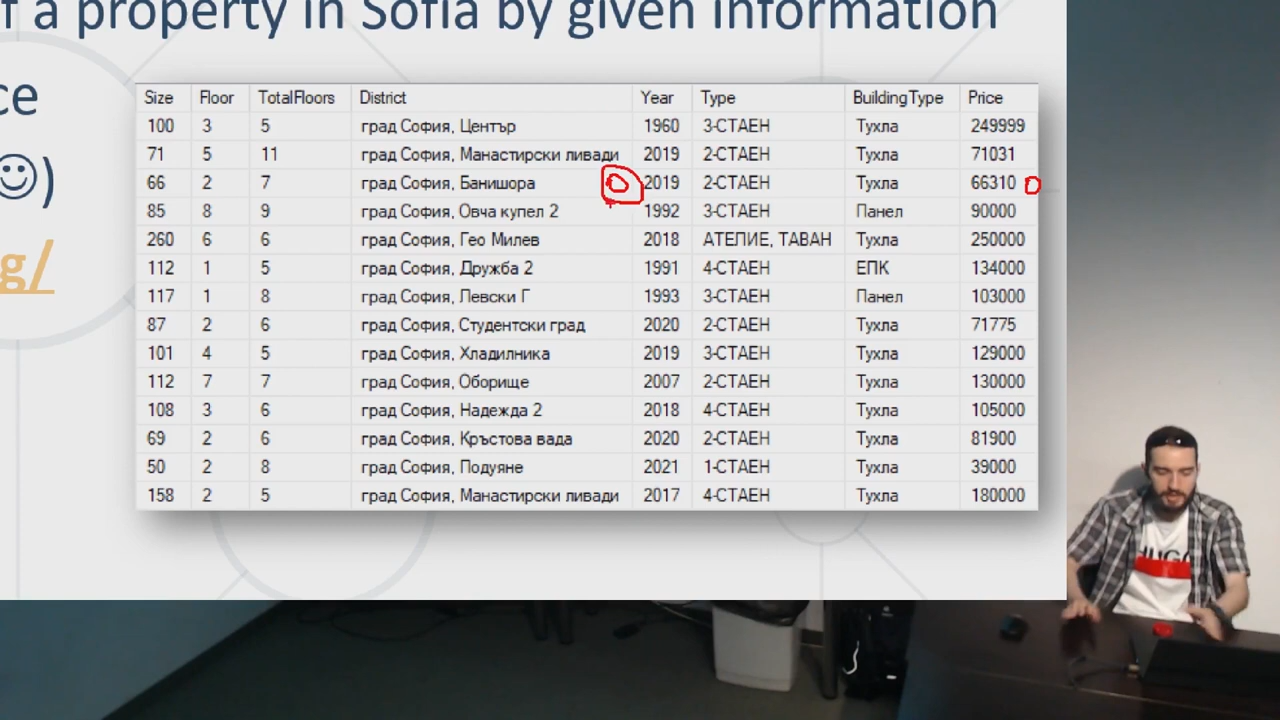 f a property in Sofia by given information
ce
☺)
g/
Size Floor TotalFloors District Year Type BuildingType Price
100 3 5 град София, Център 1960 3-СТАЕН Тухла 249999
71 5 11 град София, Манастирски ливади 2019 2-СТАЕН Тухла 71031
66 2 7 град София, Банишора 2019 2-СТАЕН Тухла 66310
85 8 9 град София, Овча купел 2 1992 3-СТАЕН Панел 90000
260 6 6 град София, Гео Милев 2018 АТЕЛИЕ, ТАВАН Тухла 250000
112 1 5 град София, Дружба 2 1991 4-СТАЕН ЕПК 134000
117 1 8 град София, Левски Г 1993 3-СТАЕН Панел 103000
87 2 6 град София, Студентски град 2020 2-СТАЕН Тухла 71775
101 4 5 град София, Хладилника 2019 3-СТАЕН Тухла 129000
112 7 7 град София, Оборище 2007 2-СТАЕН Тухла 130000
108 3 6 град София, Надежда 2 2018 4-СТАЕН Тухла 105000
69 2 6 град София, Кръстова вада 2020 2-СТАЕН Тухла 81900
50 2 8 град София, Подуяне 2021 1-СТАЕН Тухла 39000
158 2 5 град София, Манастирски ливади 2017 4-СТАЕН Тухла 180000